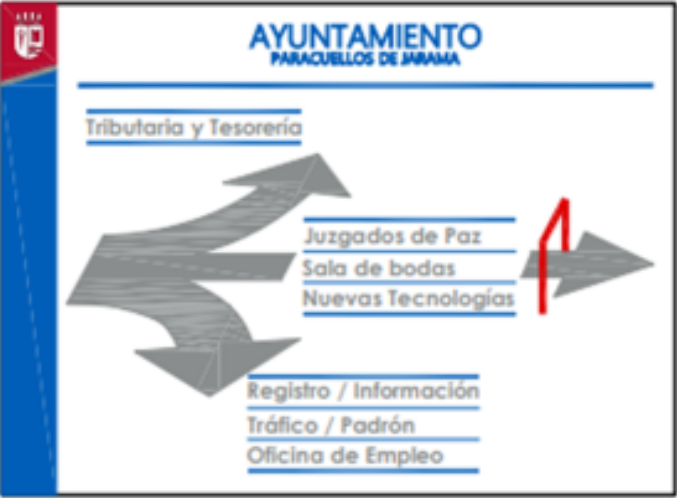 AYUNTAMIENTO
PARACUELLOS DE JARAMA
Tributaria y Tesorería
Juzgados de Paz
Sala de bodas
Nuevas Tecnologías
Registro / Información
Tráfico / Padrón
Oficina de Empleo